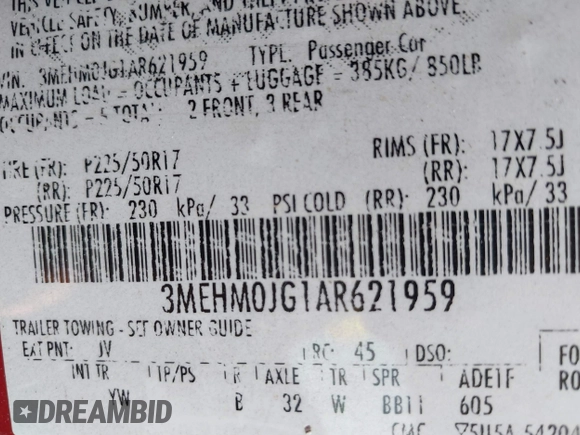 VEHICLE SAFETY, BUMPER, AND
OF MANUFACTURE SHOWN ABOVE.
IN EFFECT ON THE DATE
VIN: 3MEHM0JG1AR621959 TYPE: Passenger Car
MAXIMUM LOAD = OCCUPANTS + LUGGAGE = 385KG/ 850LB
OCCUPANTS = 5 TOTAL: 2 FRONT, 3 REAR
TIRE (FR): P225/50R17 RIMS (FR): 17X7.5J
(RR): P225/50R17 (RR): 17X7.5J
PRESSURE (FR): 230 kPa/ 33 PSI COLD (RR): 230 kPa/ 33
3MEHM0JG1AR621959
TRAILER TOWING - SEE OWNER GUIDE
EXT PNT: JV RC: 45 DSO: FO
INT TR TP/PS R AXLE TR SPR ADE1F RO
YW B 32 W BB11 605
DREAMBID